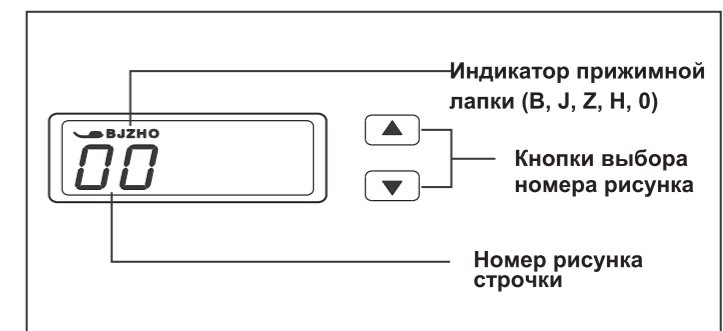 Индикатор прижимной
лапки (B, J, Z, H, 0)
BJZHO
00
Кнопки выбора
номера рисунка
Номер рисунка
строчки